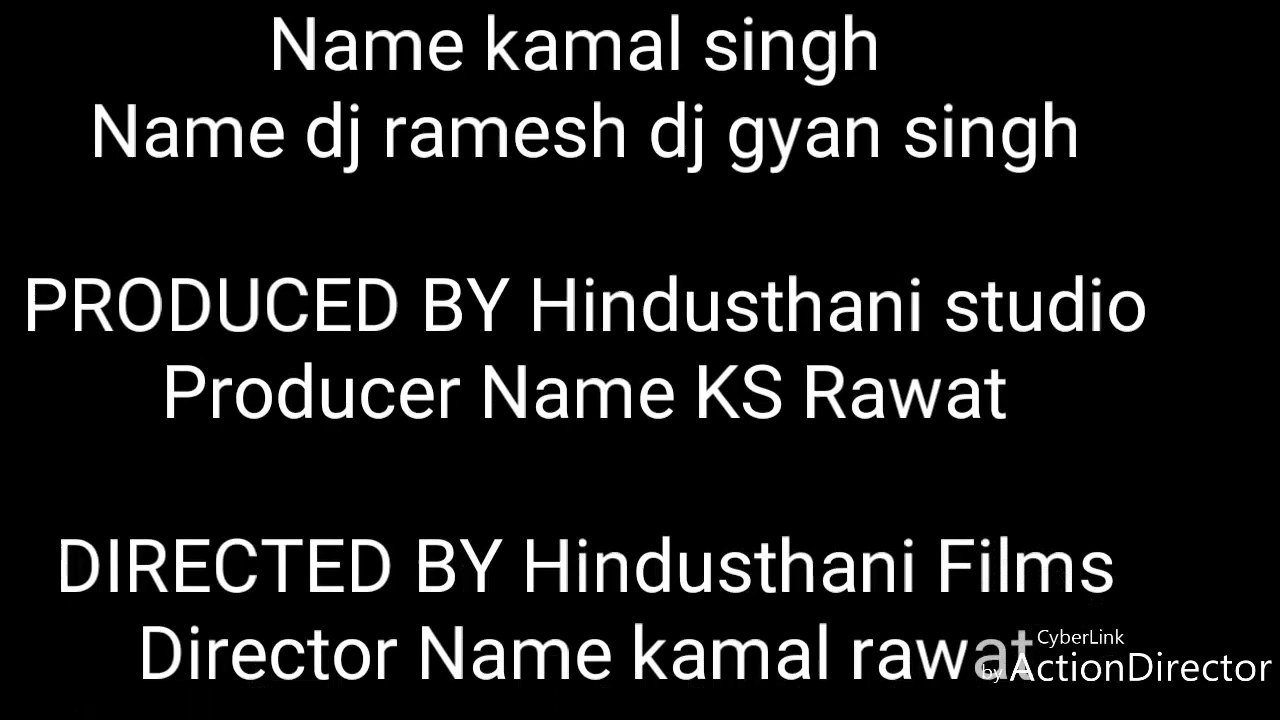 Name kamal singh
Name dj ramesh dj gyan singh
PRODUCED BY Hindusthani studio
Producer Name KS Rawat
DIRECTED BY Hindusthani Films
Director Name kamal rawat
CyberLink
by ActionDirector